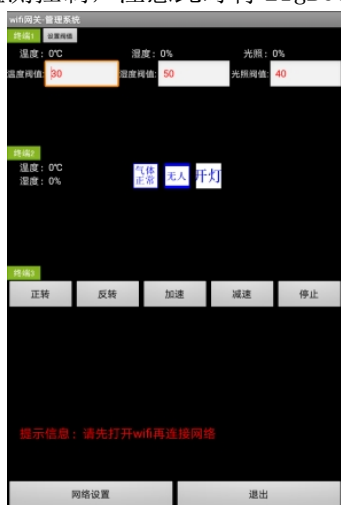 wifi网关-管理系统
终端1 设置阀值
温度：0℃ 湿度：0% 光照：0%
温度阀值: 30 湿度阀值: 50 光照阀值: 40
终端2
温度：0℃
湿度：0%
气体正常 无人 开灯
终端3
正转 反转 加速 减速 停止
提示信息：请先打开wifi再连接网络
网络设置 退出